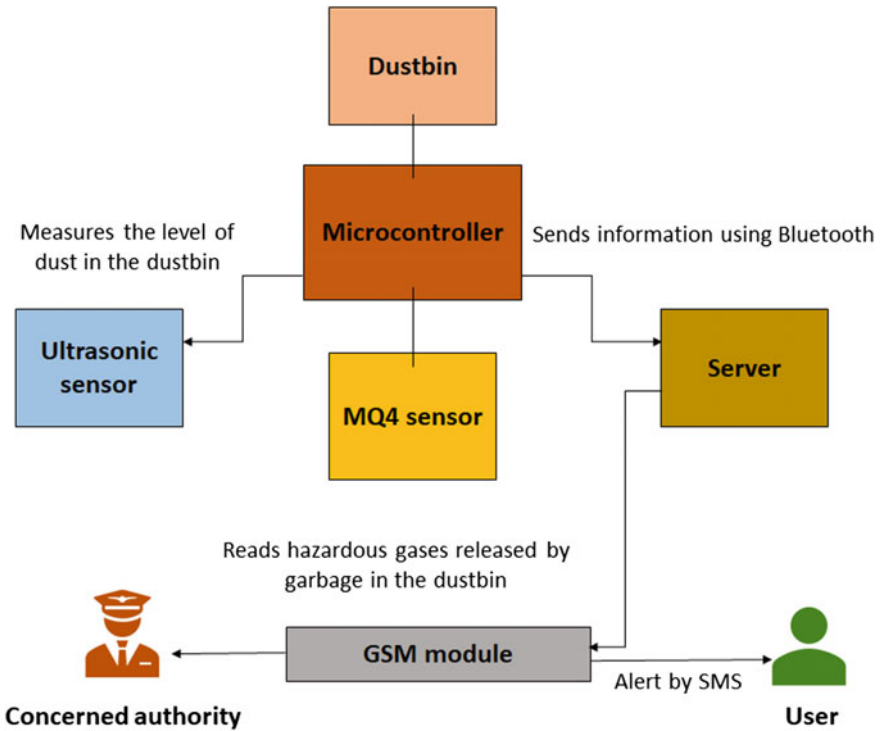 Dustbin
Microcontroller
Measures the level of
dust in the dustbin
Sends information using Bluetooth
Ultrasonic
sensor
MQ4 sensor
Server
Reads hazardous gases released by
garbage in the dustbin
GSM module
Alert by SMS
Concerned authority
User